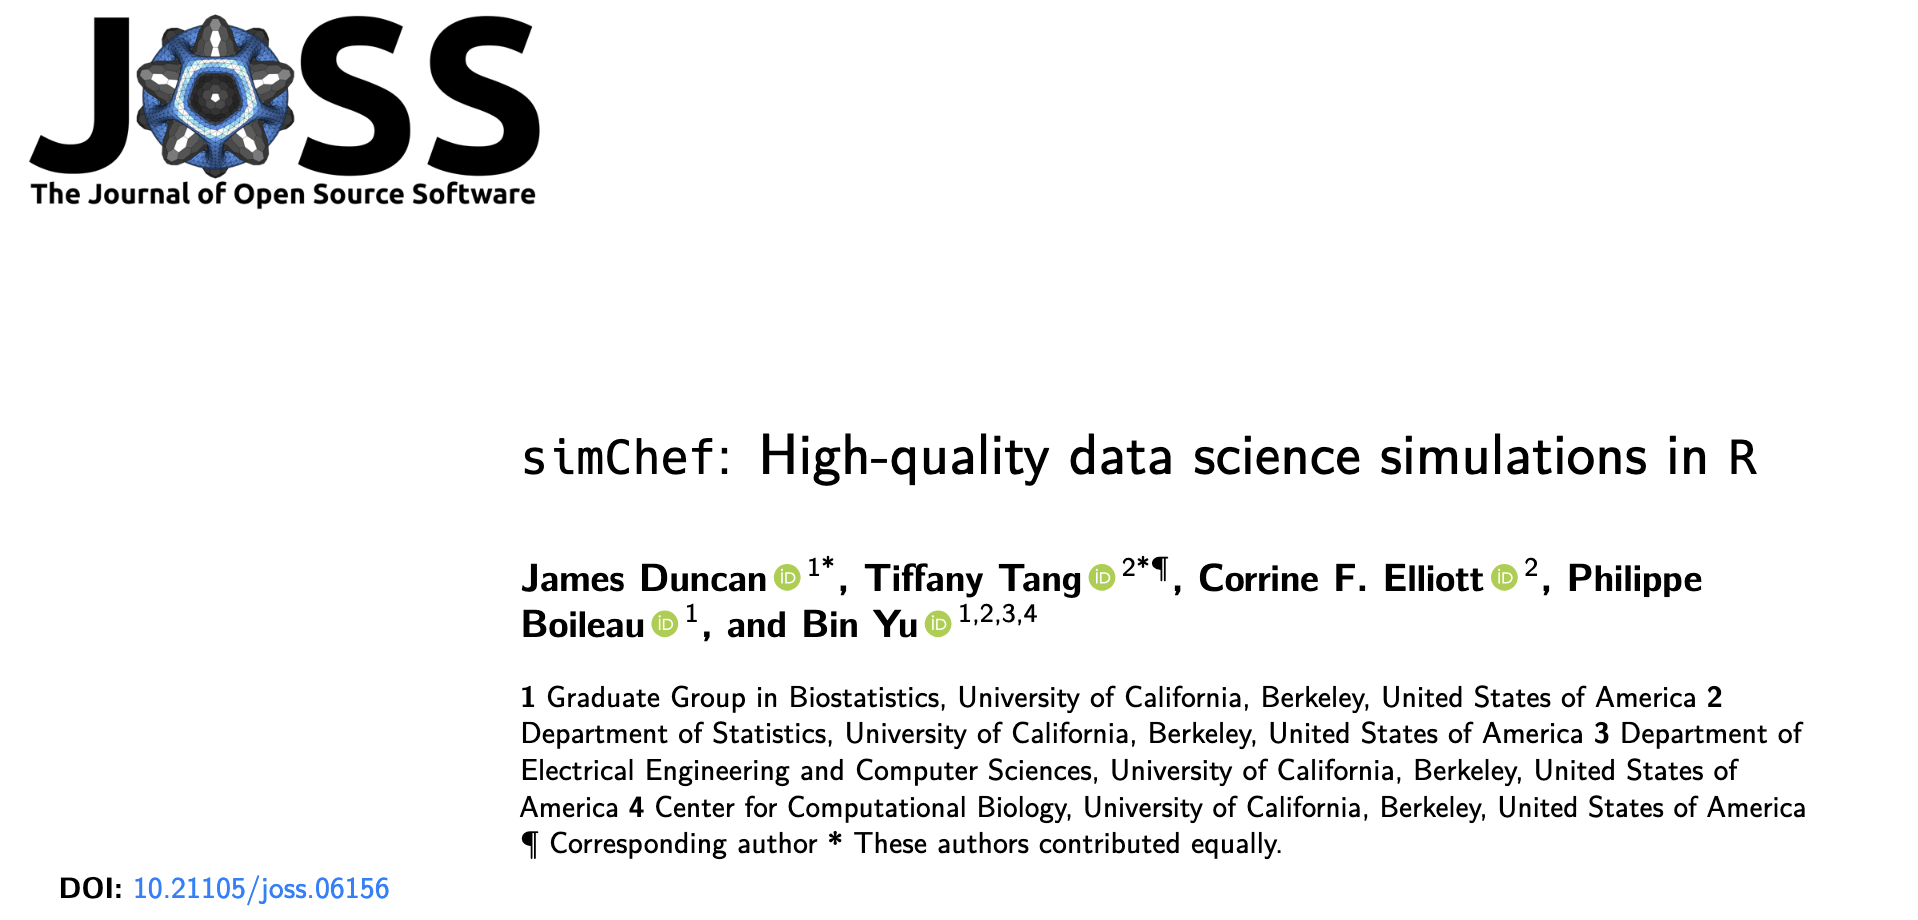 JOSS
The Journal of Open Source Software
simChef: High-quality data science simulations in R
James Duncan iD 1*, Tiffany Tang iD 2*¶, Corrine F. Elliott iD 2, Philippe
Boileau iD 1, and Bin Yu iD 1,2,3,4
1 Graduate Group in Biostatistics, University of California, Berkeley, United States of America 2
Department of Statistics, University of California, Berkeley, United States of America 3 Department of
Electrical Engineering and Computer Sciences, University of California, Berkeley, United States of
America 4 Center for Computational Biology, University of California, Berkeley, United States of America
¶ Corresponding author * These authors contributed equally.
DOI: 10.21105/joss.06156